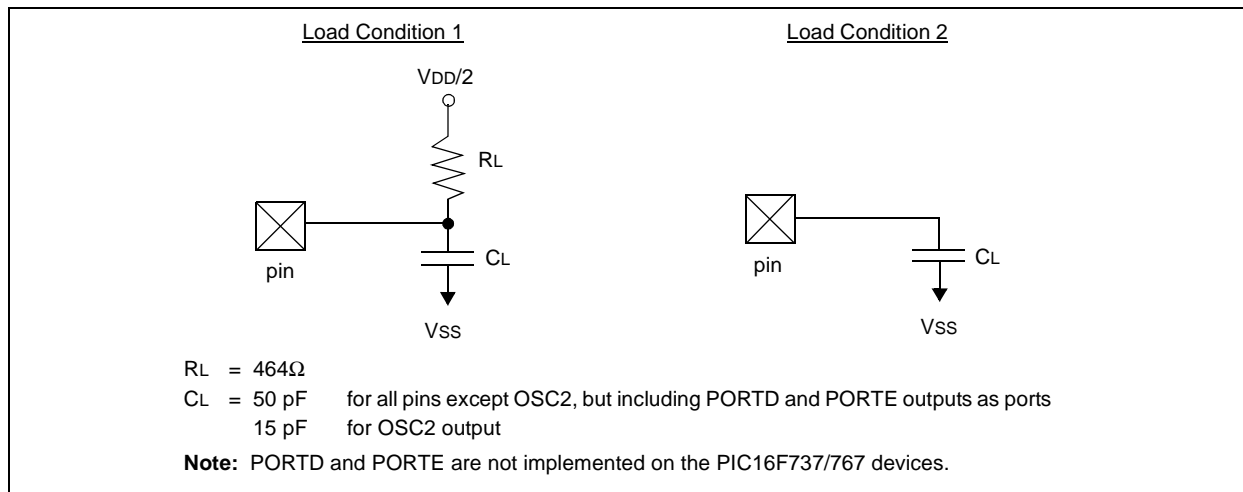 Load Condition 1
Load Condition 2
VDD/2
RL
pin
CL
VSS
pin
CL
VSS
RL = 464Ω
CL = 50 pF for all pins except OSC2, but including PORTD and PORTE outputs as ports
15 pF for OSC2 output
Note: PORTD and PORTE are not implemented on the PIC16F737/767 devices.